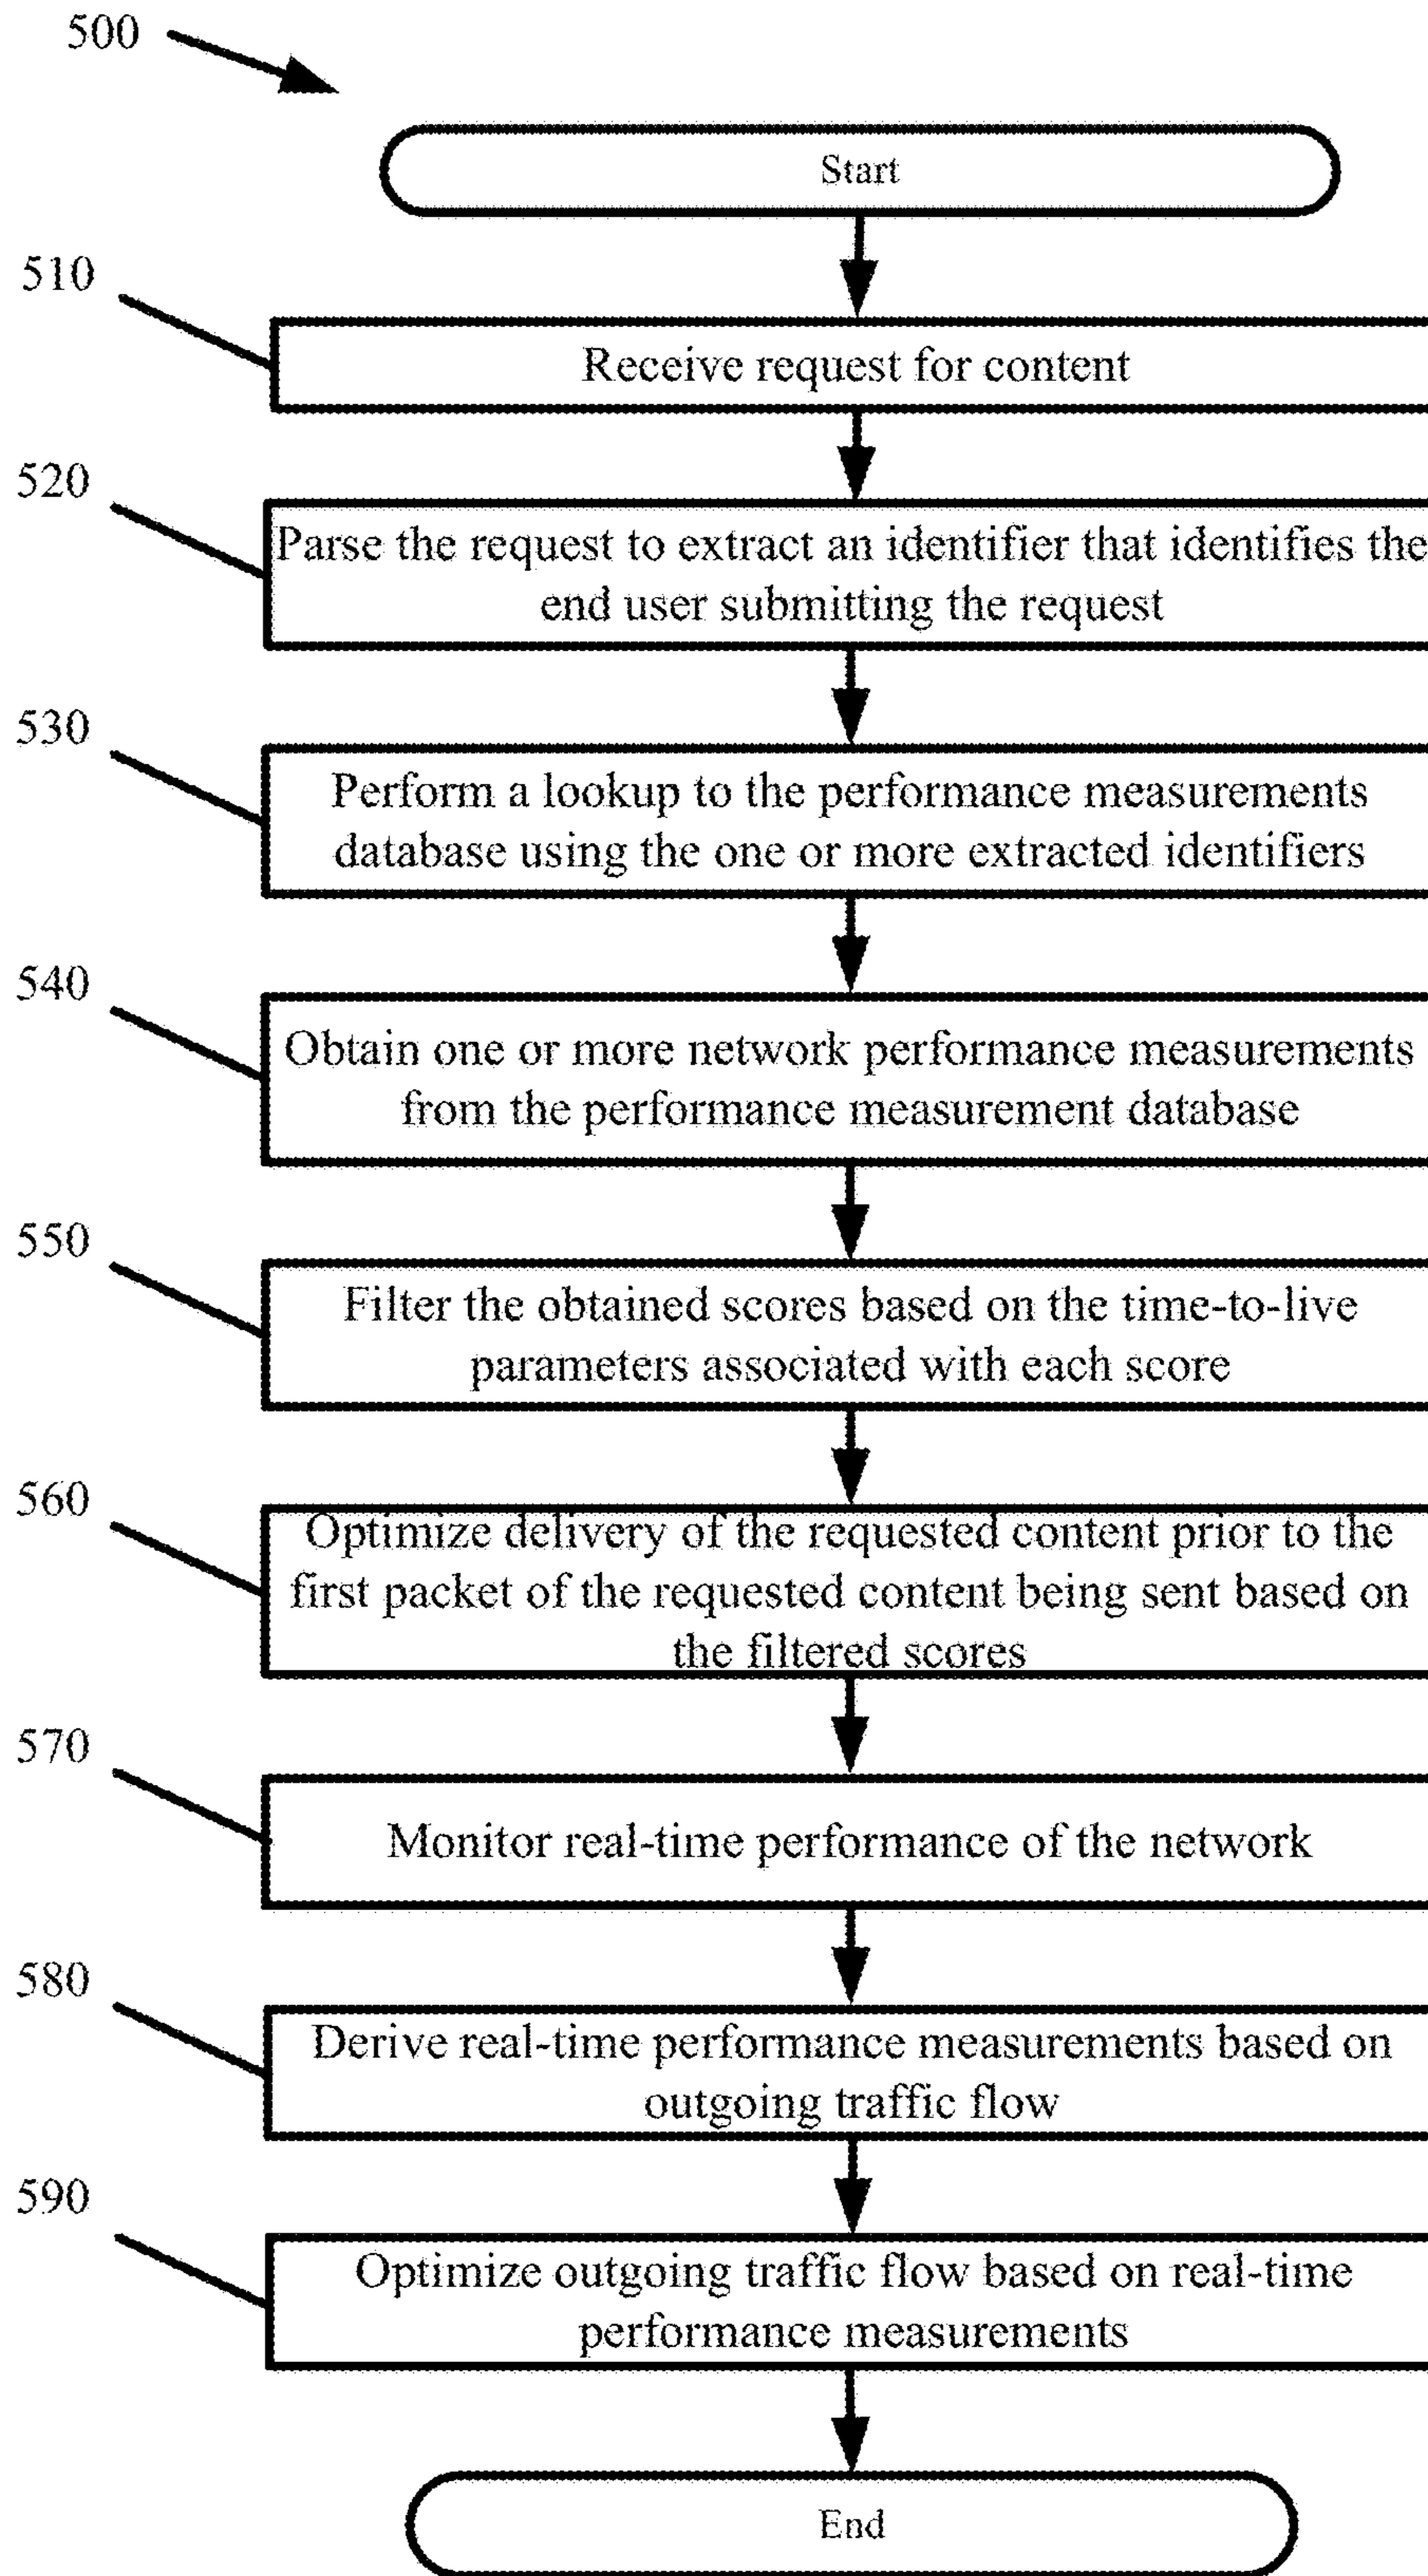 500
Start
510
Receive request for content
520
Parse the request to extract an identifier that identifies the
end user submitting the request
530
Perform a lookup to the performance measurements
database using the one or more extracted identifiers
540
Obtain one or more network performance measurements
from the performance measurement database
550
Filter the obtained scores based on the time-to-live
parameters associated with each score
560
Optimize delivery of the requested content prior to the
first packet of the requested content being sent based on
the filtered scores
570
Monitor real-time performance of the network
580
Derive real-time performance measurements based on
outgoing traffic flow
590
Optimize outgoing traffic flow based on real-time
performance measurements
End